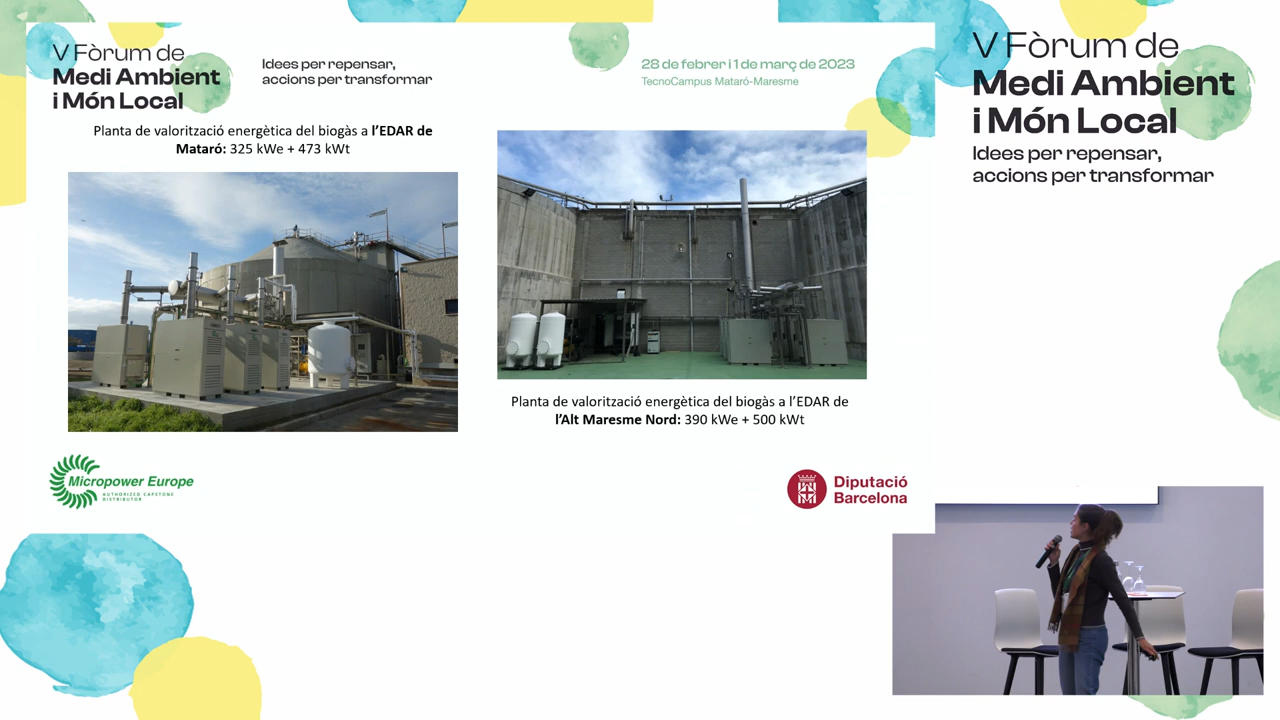 V Fòrum de
Medi Ambient
i Món Local
Idees per repensar,
accions per transformar
28 de febrer i 1 de març de 2023
TecnoCampus Mataró-Maresme
Planta de valorització energètica del biogàs a l'EDAR de
Mataró: 325 kWe + 473 kWt
Planta de valorització energètica del biogàs a l'EDAR de
l'Alt Maresme Nord: 390 kWe + 500 kWt
Micropower Europe
AUTHORIZED CAPSTONE
DISTRIBUTOR
Diputació
Barcelona
V Fòrum de
Medi Ambient
i Món Local
Idees per repensar,
accions per transformar